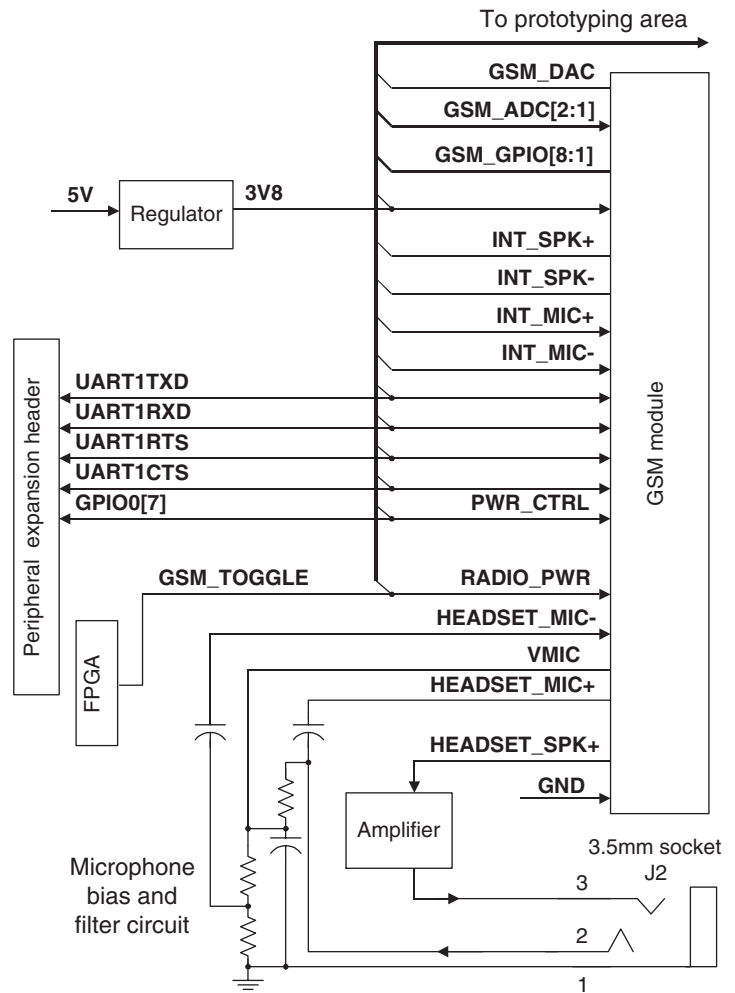 To prototyping area
GSM_DAC
GSM_ADC[2:1]
GSM_GPIO[8:1]
5V
Regulator
3V8
INT_SPK+
INT_SPK-
INT_MIC+
INT_MIC-
Peripheral expansion header
UART1TXD
UART1RXD
UART1RTS
UART1CTS
GPIO0[7]
PWR_CTRL
GSM module
GSM_TOGGLE
RADIO_PWR
FPGA
HEADSET_MIC-
VMIC
HEADSET_MIC+
HEADSET_SPK+
GND
Amplifier
3.5mm socket
J2
Microphone
bias and
filter circuit
3
2
1